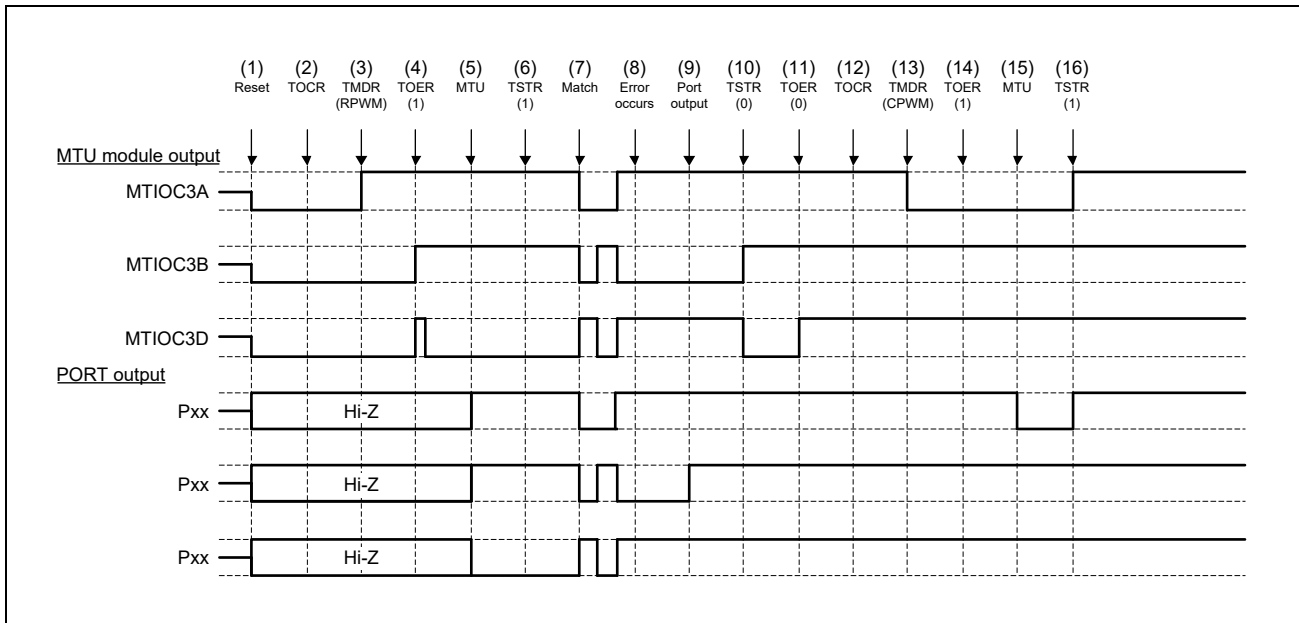 (1) (2) (3) (4) (5) (6) (7) (8) (9) (10) (11) (12) (13) (14) (15) (16)
Reset TOCR TMDR TOER MTU TSTR Match Error Port TSTR TOER TOCR TMDR TOER MTU TSTR
(RPWM) (1) (1) occurs output (0) (0) (CPWM) (1) (1)
MTU module output
MTIOC3A
MTIOC3B
MTIOC3D
PORT output
Pxx Hi-Z
Pxx Hi-Z
Pxx Hi-Z